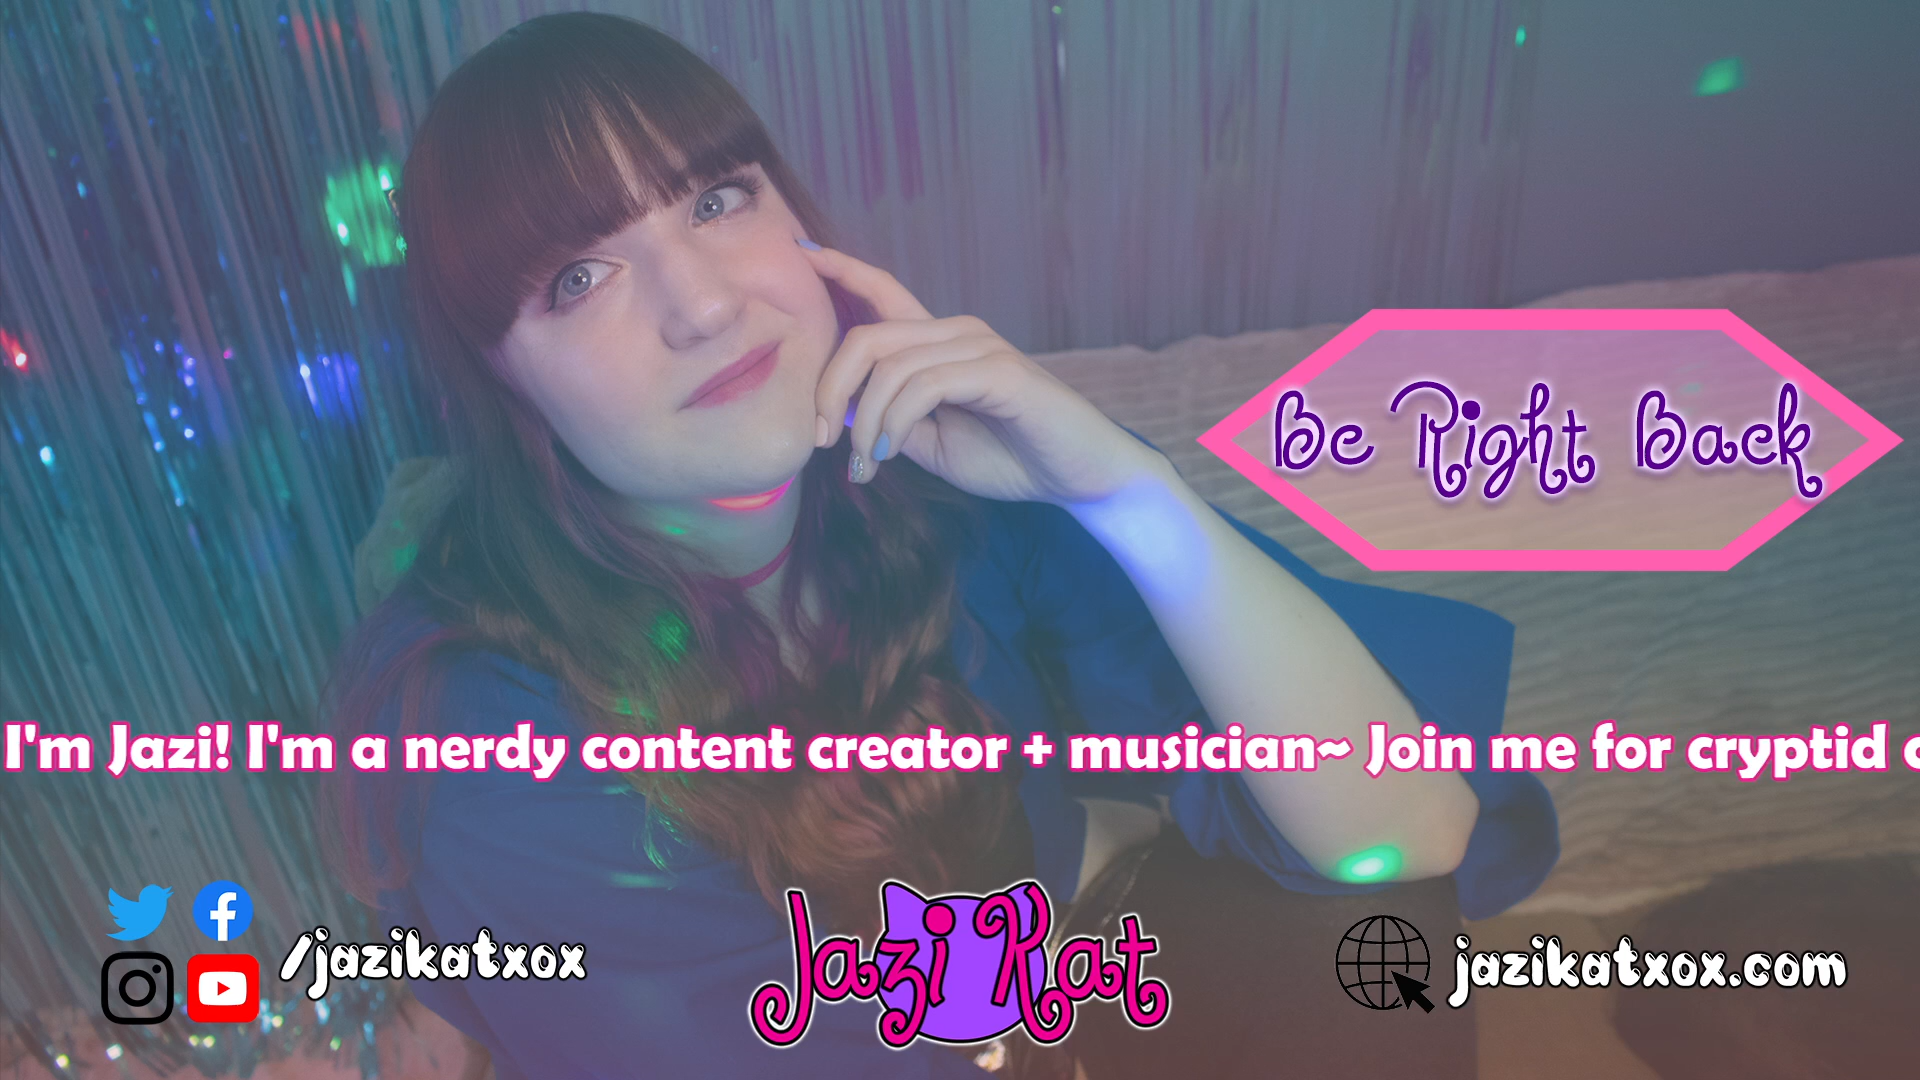 Be Right Back
I'm Jazi! I'm a nerdy content creator + musician~ Join me for cryptid
/jazikatxox
Jazi Kat
jazikatxox.com